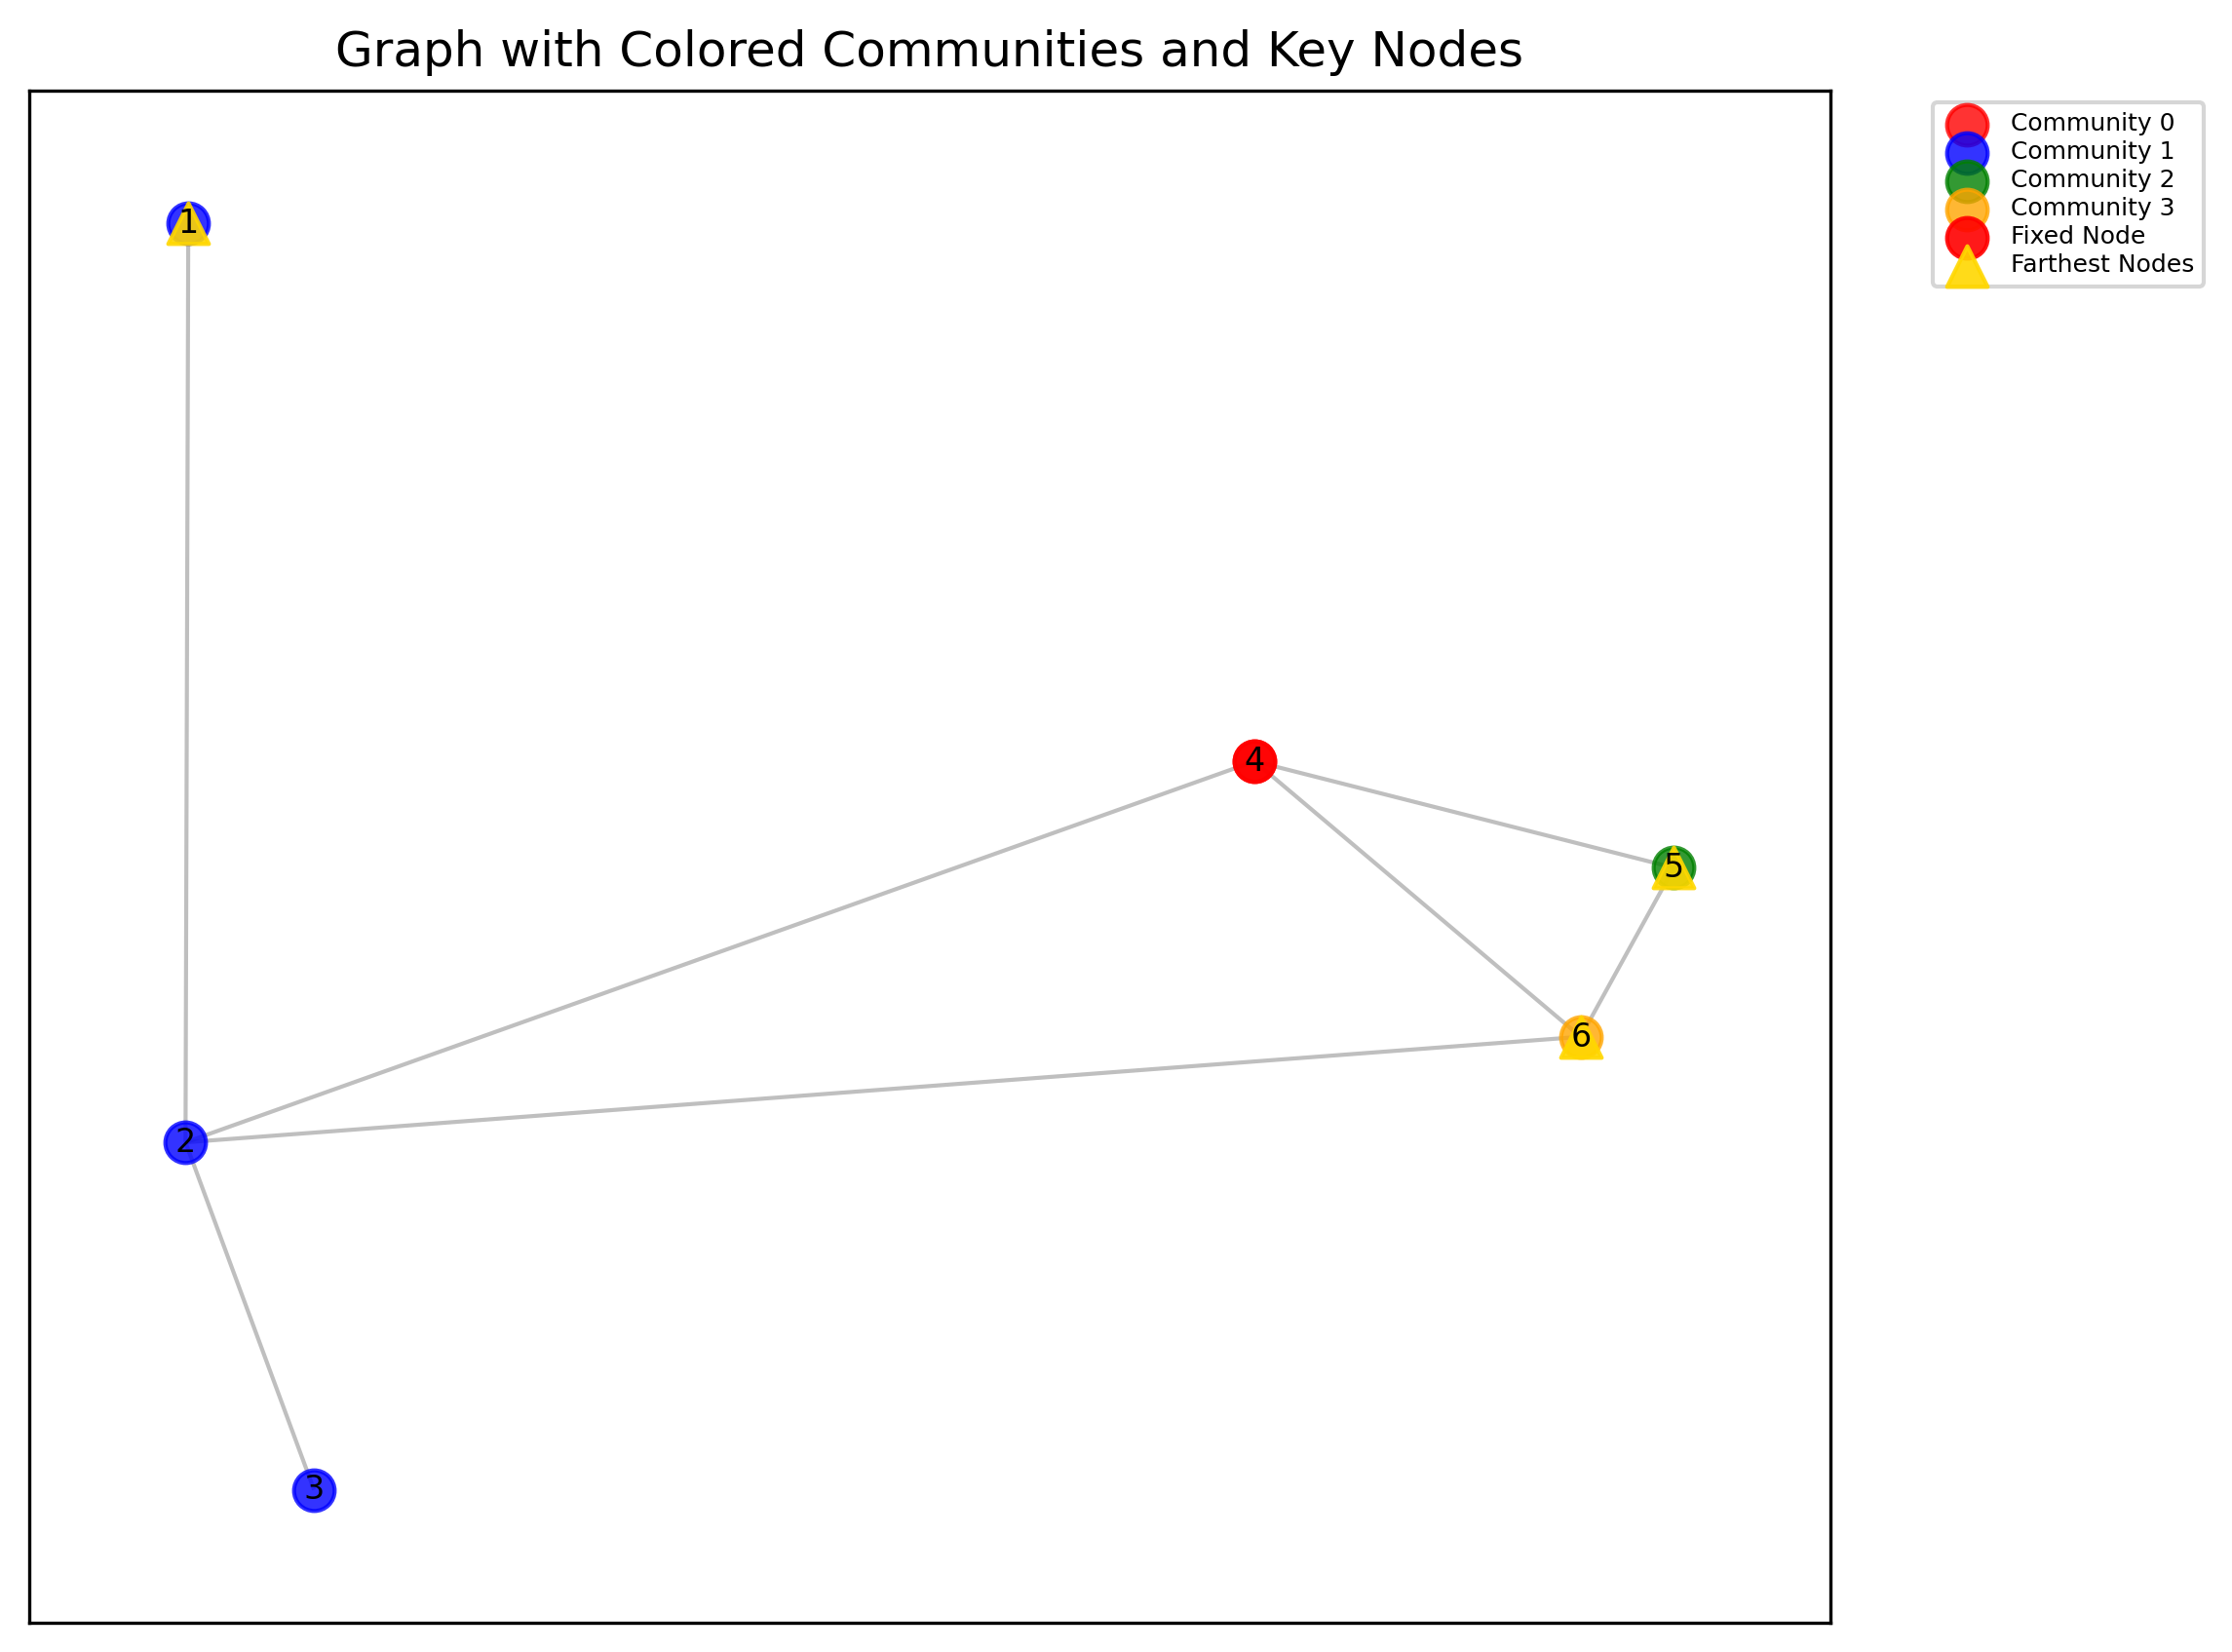 Graph with Colored Communities and Key Nodes
Community 0
Community 1
Community 2
Community 3
Fixed Node
Farthest Nodes
1
4
5
6
2
3